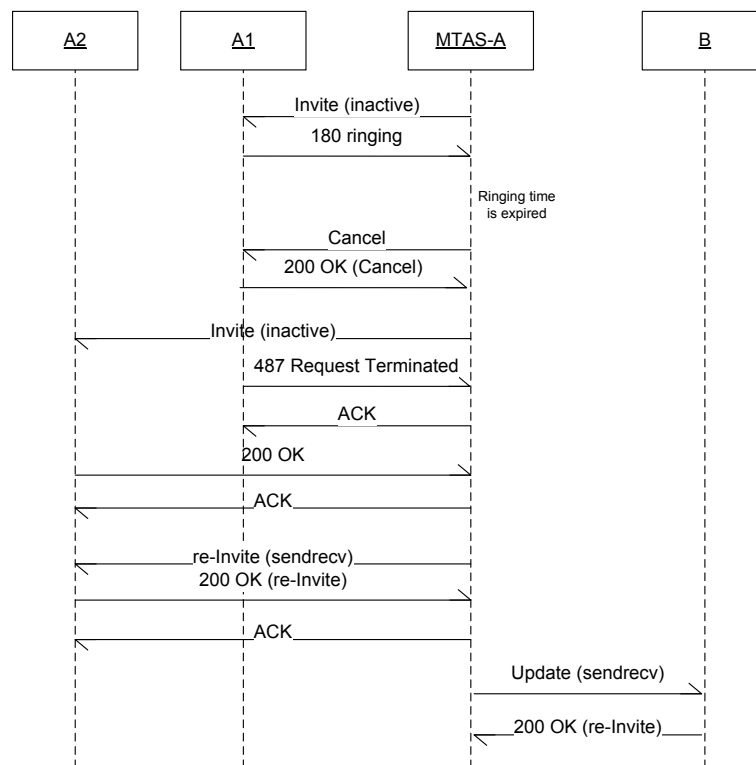 A2
A1
MTAS-A
B
Invite (inactive)
180 ringing
Ringing time
is expired
Cancel
200 OK (Cancel)
Invite (inactive)
487 Request Terminated
ACK
200 OK
ACK
re-Invite (sendrecv)
200 OK (re-Invite)
ACK
Update (sendrecv)
200 OK (re-Invite)